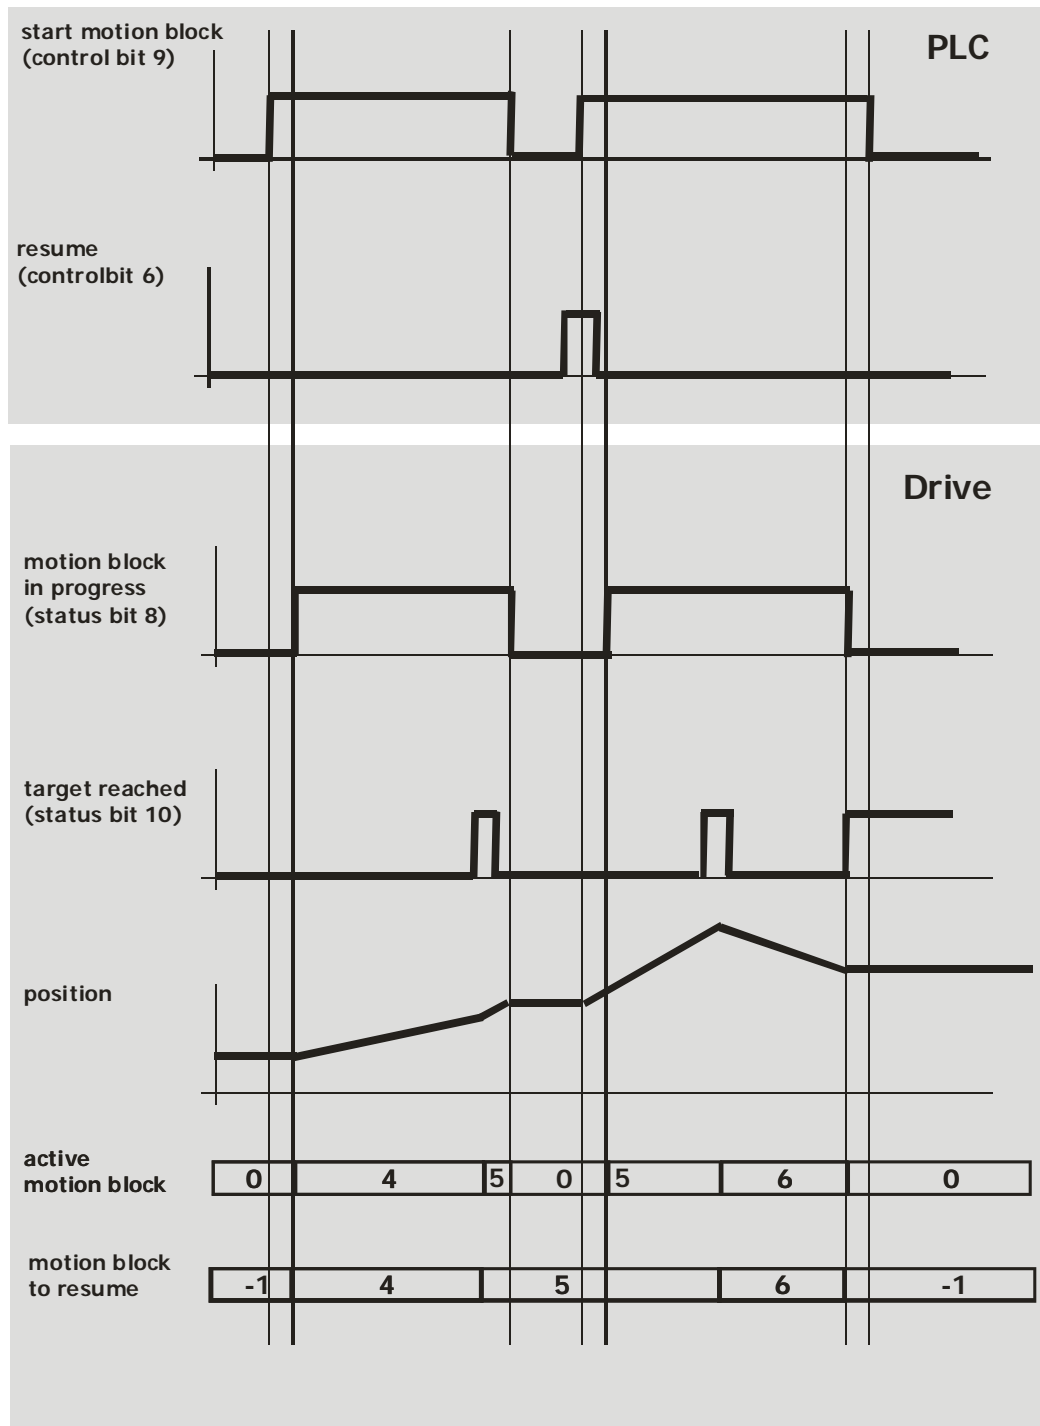 start motion block
(control bit 9)
PLC
resume
(controlbit 6)
Drive
motion block
in progress
(status bit 8)
target reached
(status bit 10)
position
active
motion block
0 4 5 0 5 6 0
motion block
to resume
-1 4 5 6 -1